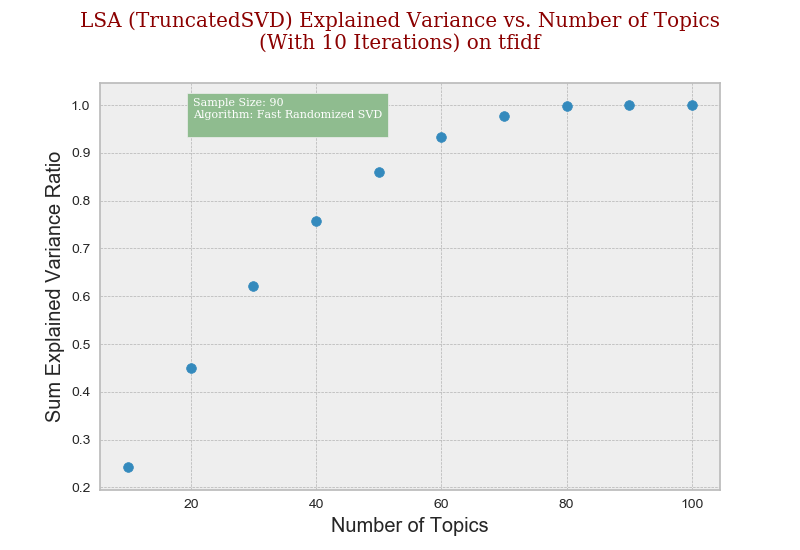 LSA (TruncatedSVD) Explained Variance vs. Number of Topics
(With 10 Iterations) on tfidf
Sample Size: 90
Algorithm: Fast Randomized SVD
Sum Explained Variance Ratio
1.0
0.9
0.8
0.7
0.6
0.5
0.4
0.3
0.2
20 40 60 80 100
Number of Topics